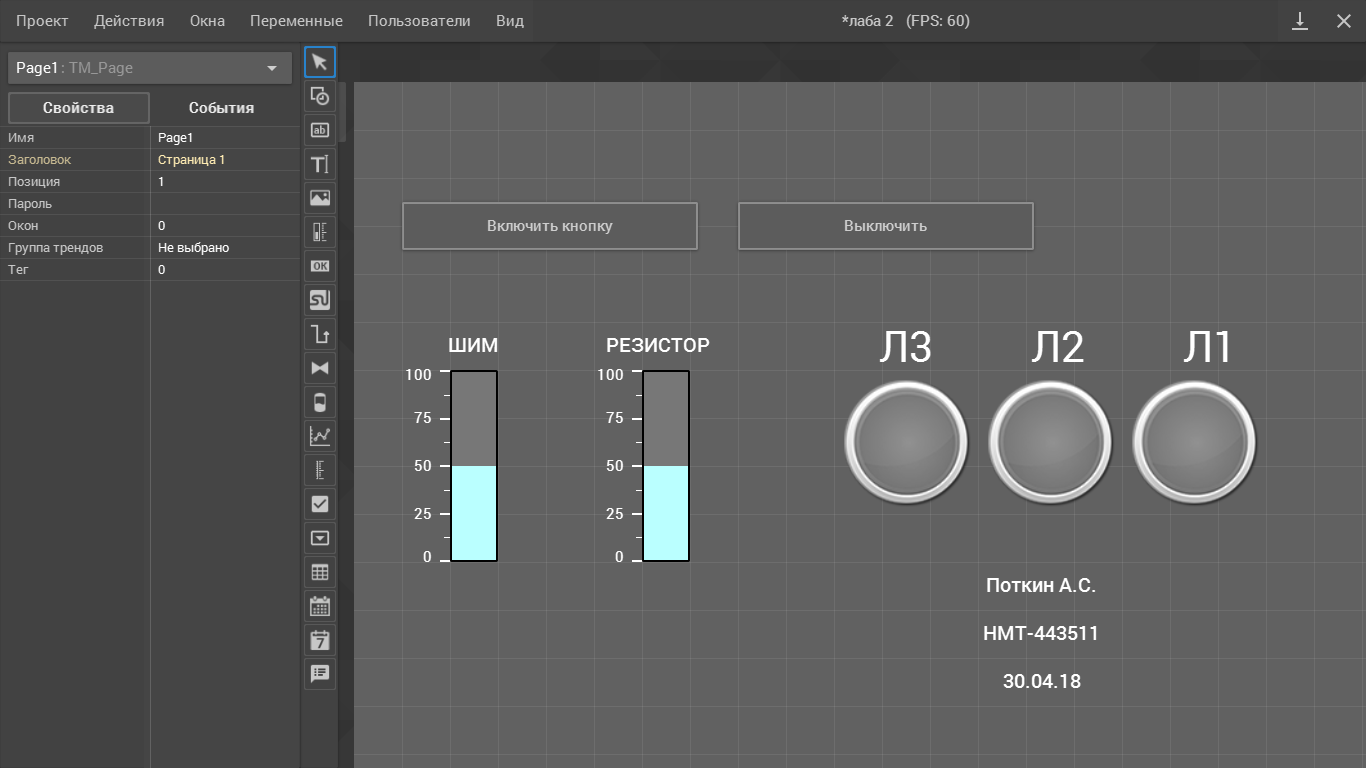 Проект Действия Окна Переменные Пользователи Вид *лаба 2 (FPS: 60)
Page1 : TM_Page
Свойства События
Имя Page1
Заголовок Страница 1
Позиция 1
Пароль
Окон 0
Группа трендов Не выбрано
Тег 0
ab
T
OK
7
Включить кнопку Выключить
Л3 Л2 Л1
ШИМ РЕЗИСТОР
100 100
75 75
50 50
25 25
0 0
Поткин А.С.
НМТ-443511
30.04.18